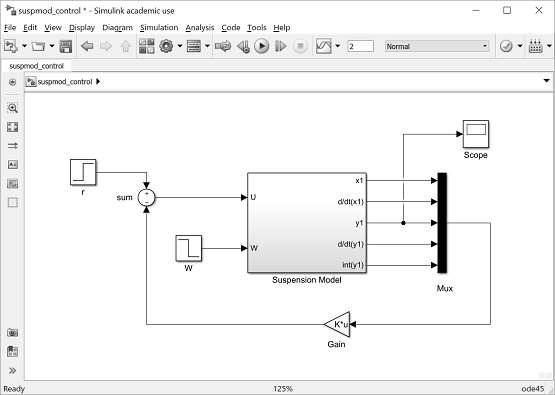 suspmod_control * - Simulink academic use
File Edit View Display Diagram Simulation Analysis Code Tools Help
2 Normal
suspmod_control
suspmod_control
Scope
r
sum
x1
d/dt(x1)
U
y1
W
d/dt(y1)
int(y1)
W
Suspension Model
Mux
K*u
Gain
Ready 125% ode45